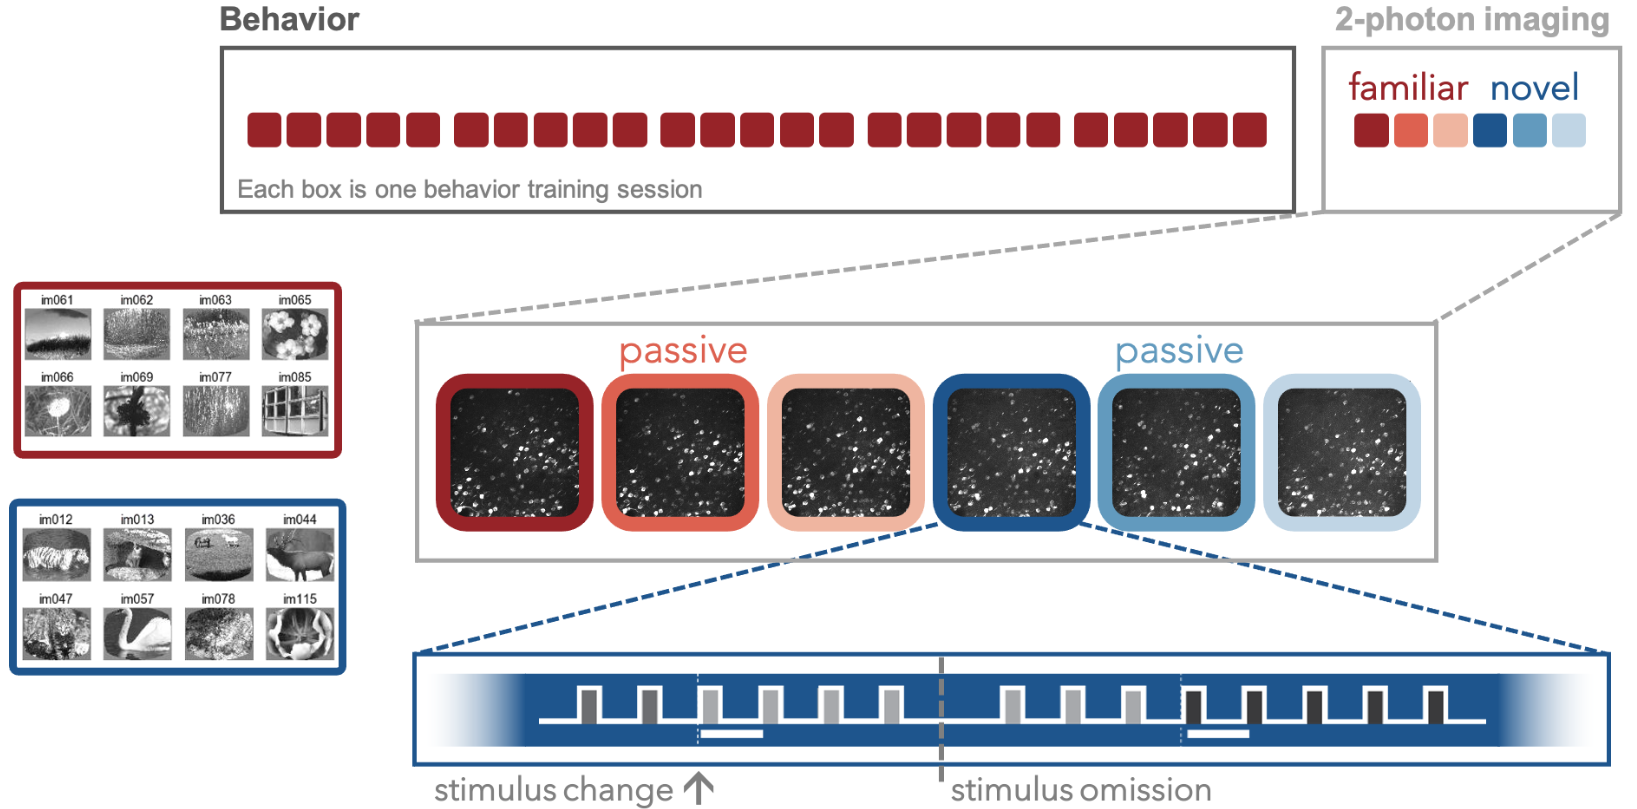 Behavior
2-photon imaging
familiar novel
Each box is one behavior training session
im061 im062 im063 im065
im066 im069 im077 im085
passive passive
im012 im013 im036 im044
im047 im057 im078 im115
stimulus change
stimulus omission